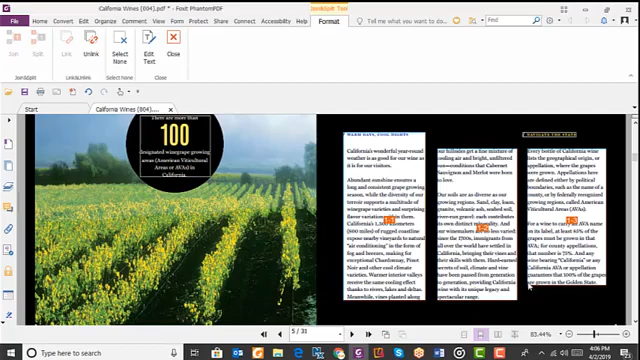 California Wines (804).pdf * - Foxit PhantomPDF
Join&Split Tool
File Home Edit Organize Comment View Form Protect Share Connect Accessibility Help Format
Tell me what you want to do...
Find
Join Split Link Unlink Select None Edit Text Close
Join&Split Link&Unlink Select None Close
Start California Wines (804)....
There are more than
100
designated winegrape growing
areas (American Viticultural
Areas or AVAs) in
California
WARM DAYS, COOL NIGHTS
California's wonderful year-round
weather is as good for our wine as
it is for our visitors.
Abundant sunshine ensures a
long and consistent grape growing
season, while the diversity of our
terroir supports a multitude of
winegrape varieties and surprising
flavor variation within them.
(800 miles) of rugged coastline
expose nearby vineyards to natural
"air conditioning" in the form of
fog and breezes, making for
exceptional Chardonnay, Pinot
Noir and other cool climate
varieties. Warmer interior valleys
receive the same cooling effect
thanks to rivers, lakes and deltas.
Meanwhile, vines planted along
our hillsides get a fine mixture of
cooling air and bright, unfiltered
sun—conditions that Cabernet
Sauvignon and Merlot were born
to love.
Our soils are as diverse as our
growing regions. Sand, clay, loam,
granite, volcanic ash, seabed soil,
river-run gravel: each contributes
its own distinct personality. And
our winemakers are no less varied:
since the 1700s, immigrants from
all over the world have settled in
California, bringing their vines and
their skills with them. Hard-earned
secrets of soil, climate and vine
have been passed from generation
to generation, providing California
wine with its unique legacy and
spectacular range.
NAVIGATE THE STATE
Every bottle of California wine
lists the geographical origin, or
appellation, where the grapes
were grown. Appellations here
are defined either by political
boundaries, such as the name of a
county, or by federally recognized
growing regions, called American
Viticultural Areas (AVAs).
For a wine to carry an AVA name
on its label, at least 85% of the
grapes must be grown in that
AVA; for county appellations,
that number is 75%. And any
wine bearing "California" or any
California AVA or appellation
guarantees that 100% of the grapes
are grown in the Golden State.
5 / 31
83.44%
Type here to search
4:06 PM
4/2/2019